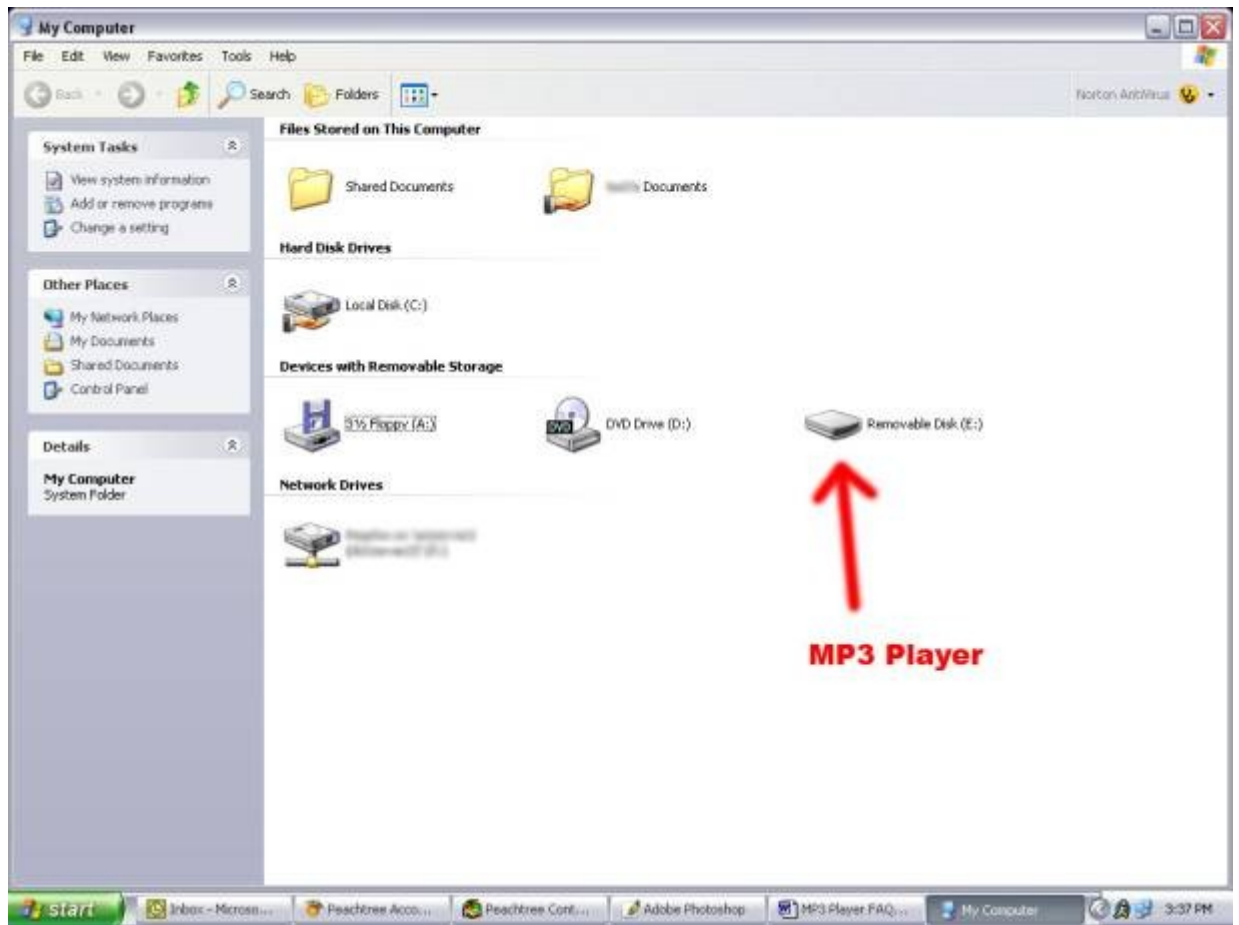 My Computer
File Edit View Favorites Tools Help
Back Search Folders Norton AntiVirus
System Tasks
View system information
Add or remove programs
Change a setting
Other Places
My Network Places
My Documents
Shared Documents
Control Panel
Details
My Computer
System Folder
Files Stored on This Computer
Shared Documents
Documents
Hard Disk Drives
Local Disk (C:)
Devices with Removable Storage
3½ Floppy (A:)
DVD Drive (D:)
Removable Disk (E:)
Network Drives
MP3 Player
start Inbox - Microso... Peachtree Acco... Peachtree Cont... Adobe Photoshop MP3 Player FAQ... My Computer 3:37 PM